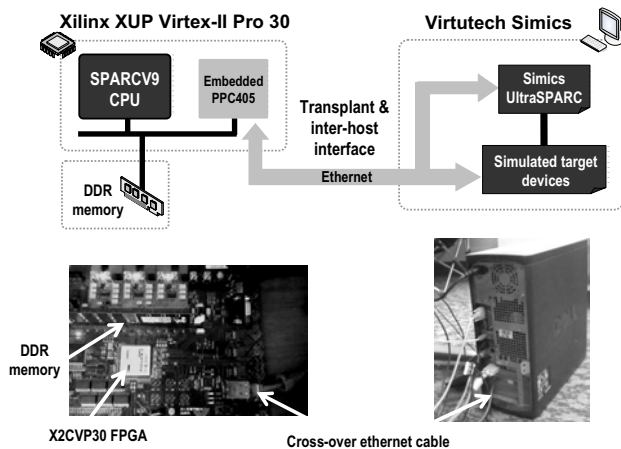 Xilinx XUP Virtex-II Pro 30
Virtutech Simics
SPARCV9
CPU
Embedded
PPC405
Transplant &
inter-host
interface
Ethernet
Simics
UltraSPARC
Simulated target
devices
DDR
memory
DDR
memory
X2CVP30 FPGA
Cross-over ethernet cable